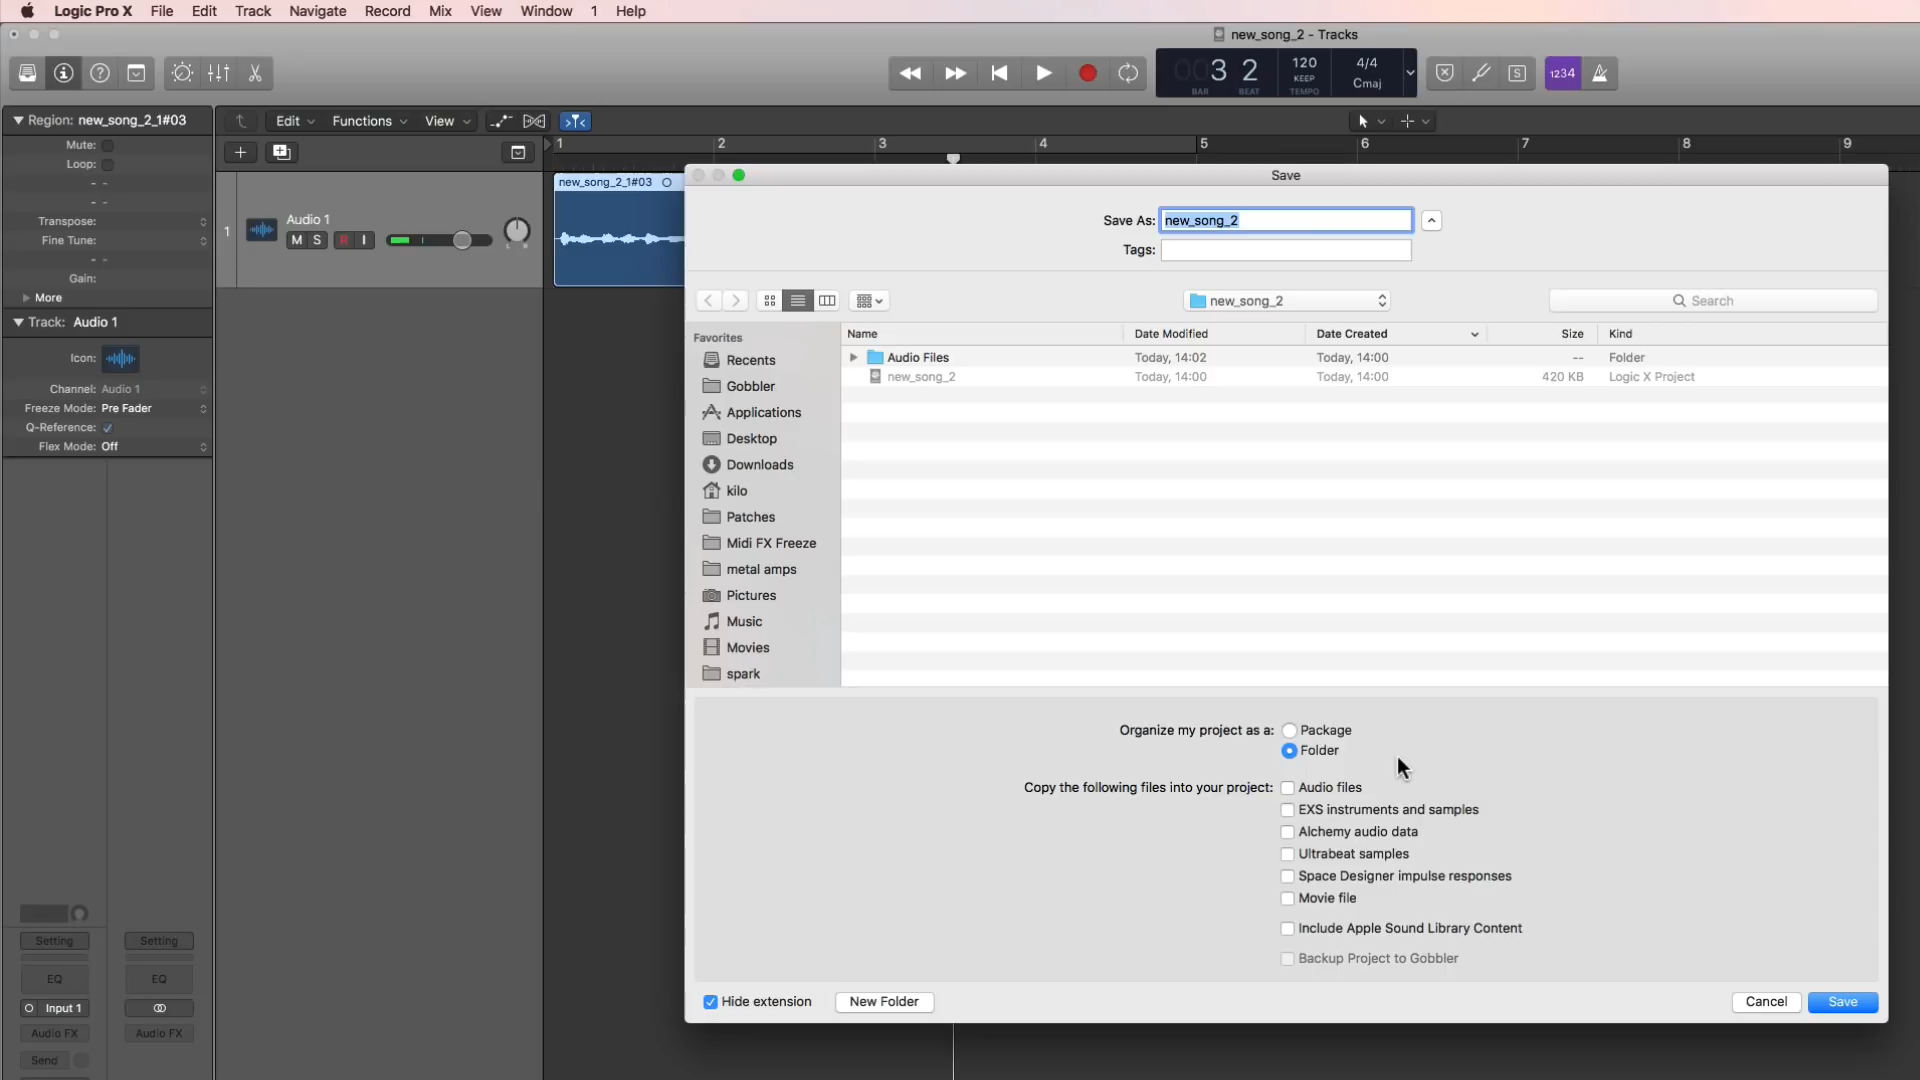 Logic Pro X File Edit Track Navigate Record Mix View Window 1 Help
new_song_2 - Tracks
003 2 120 4/4
KEEP Cmaj
BAR BEAT TEMPO
1234
S
Region: new_song_2_1#03
Edit Functions View
Mute:
Loop:
- -
- -
Transpose:
Fine Tune:
- -
Gain:
More
Track: Audio 1
Icon:
Channel: Audio 1
Freeze Mode: Pre Fader
Q-Reference:
Flex Mode: Off
1 2 3 4 5 6 7 8 9
new_song_2_1#03
1
Audio 1
M S R I
L R
Save
Save As: new_song_2
Tags:
new_song_2
Search
Favorites
Recents
Gobbler
Applications
Desktop
Downloads
kilo
Patches
Midi FX Freeze
metal amps
Pictures
Music
Movies
spark
Name Date Modified Date Created Size Kind
Audio Files Today, 14:02 Today, 14:00 -- Folder
new_song_2 Today, 14:00 Today, 14:00 420 KB Logic X Project
Organize my project as a: Package
Folder
Copy the following files into your project: Audio files
EXS instruments and samples
Alchemy audio data
Ultrabeat samples
Space Designer impulse responses
Movie file
Include Apple Sound Library Content
Backup Project to Gobbler
Hide extension New Folder Cancel Save
Setting Setting
EQ EQ
Input 1
Audio FX Audio FX
Send